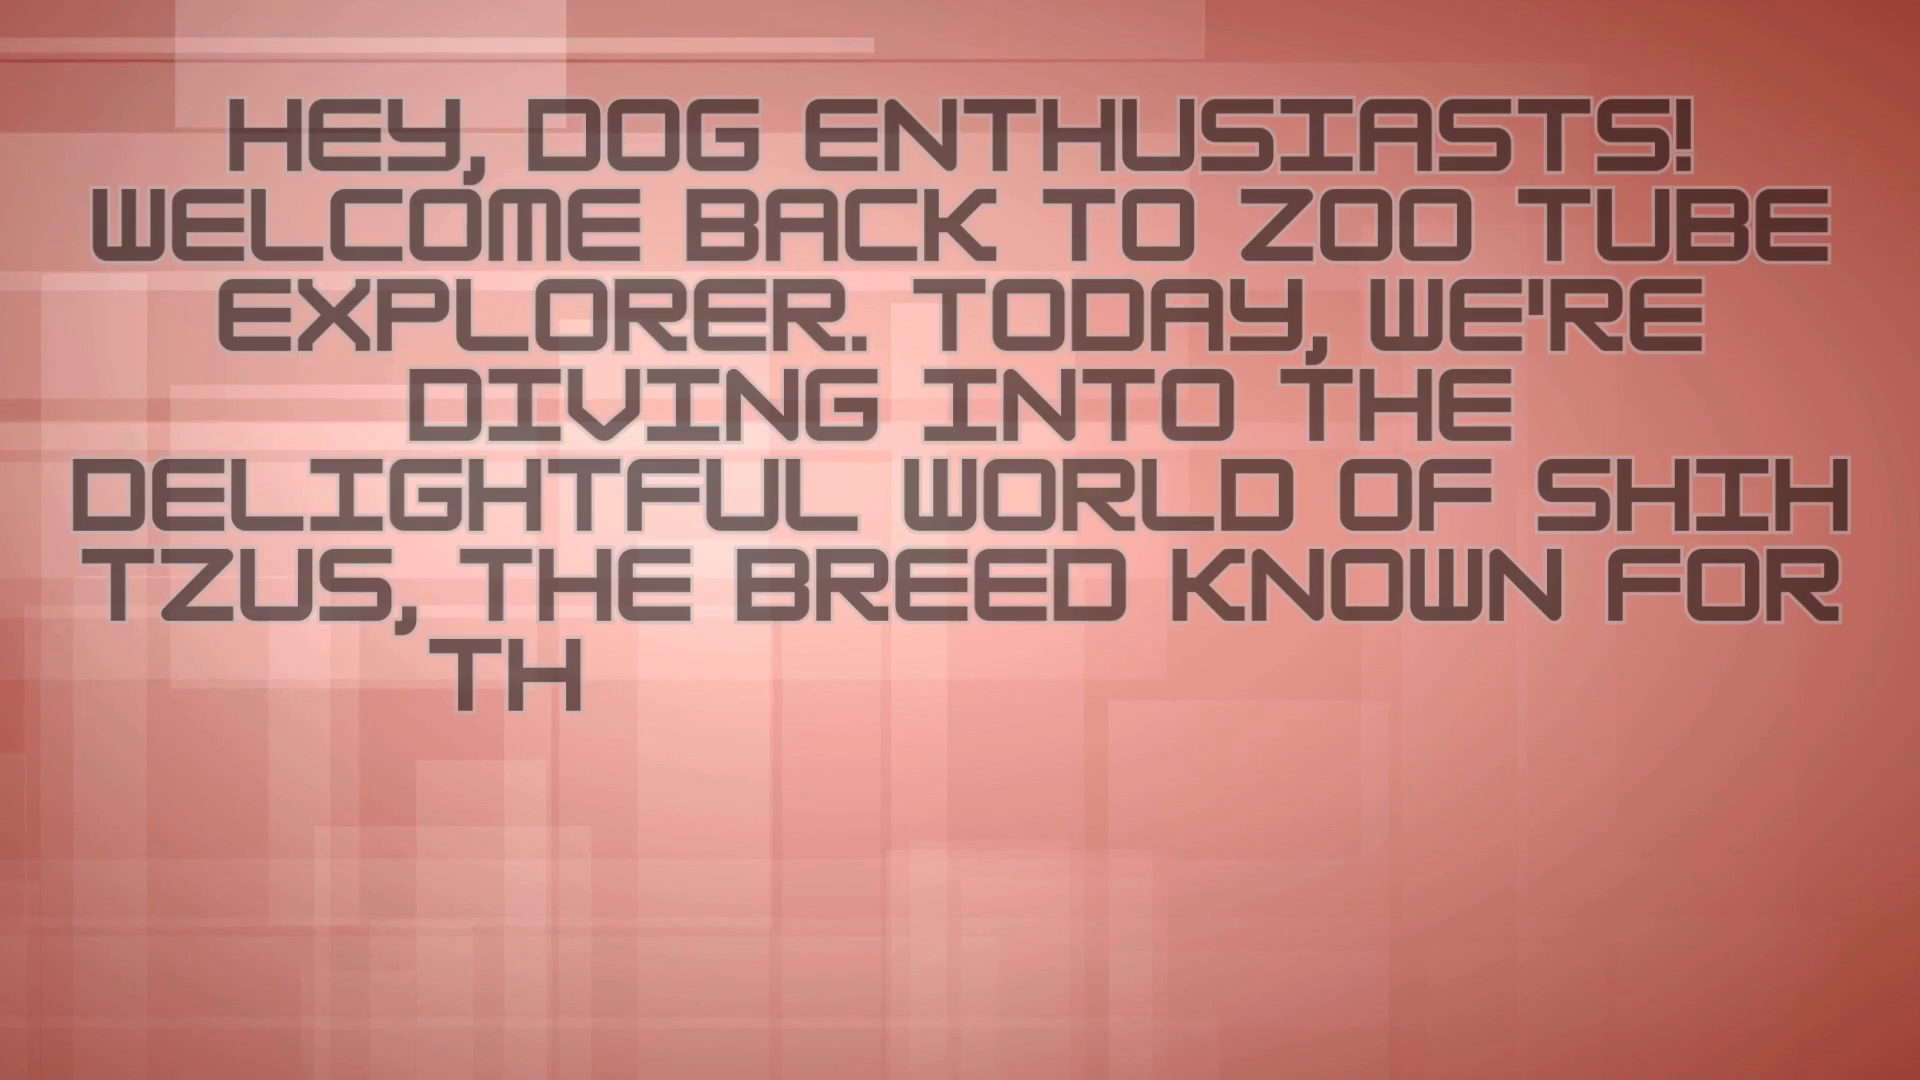 HEY, DOG ENTHUSIASTS!
WELCOME BACK TO ZOO TUBE
EXPLORER. TODAY, WE'RE
DIVING INTO THE
DELIGHTFUL WORLD OF SHIH
TZUS, THE BREED KNOWN FOR
TH